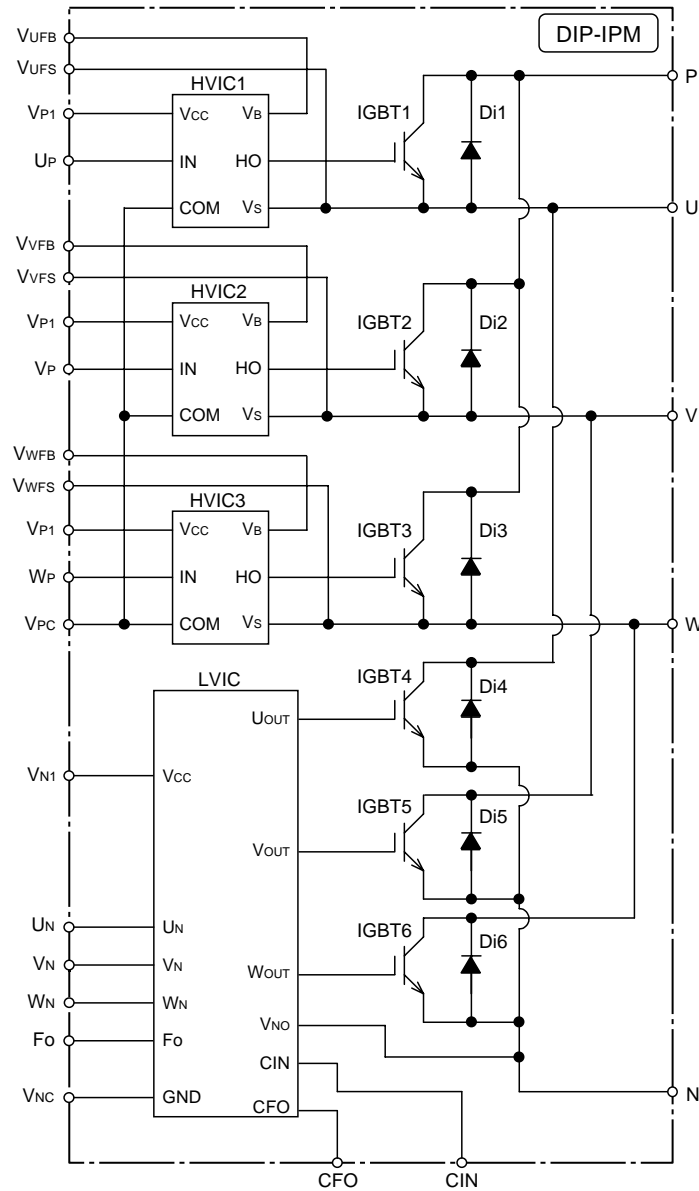 DIP-IPM
VUFB
VUFS
HVIC1
VP1
VCC
VB
IGBT1
Di1
P
UP
IN
HO
COM
VS
U
VVFB
VVFS
HVIC2
VP1
VCC
VB
IGBT2
Di2
VP
IN
HO
COM
VS
V
VWFB
VWFS
HVIC3
VP1
VCC
VB
IGBT3
Di3
WP
IN
HO
VPC
COM
VS
W
LVIC
IGBT4
Di4
UOUT
VN1
VCC
IGBT5
Di5
VOUT
UN
UN
IGBT6
Di6
VN
VN
WOUT
WN
WN
VNO
Fo
Fo
CIN
VNC
GND
CFO
N
CFO
CIN